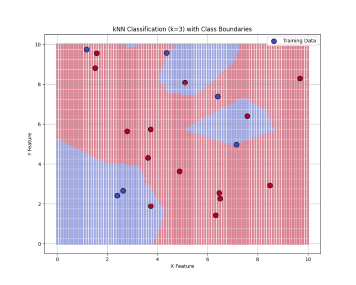 kNN Classification (k=3) with Class Boundaries
Training Data
10
8
6
4
2
0
Y Feature
0 2 4 6 8 10
X Feature